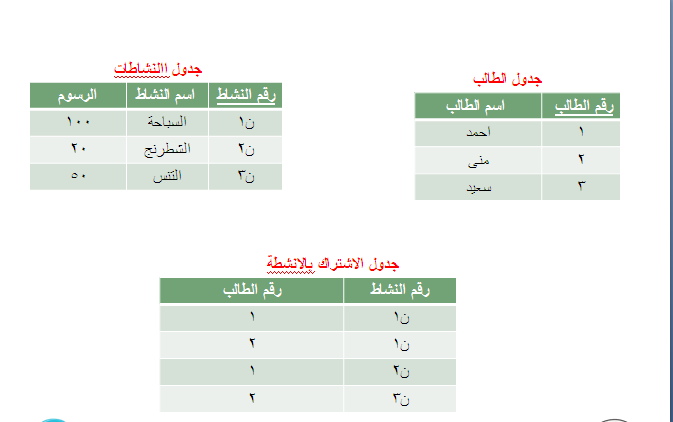 جدول الطالب
رقم الطالب اسم الطالب
١ احمد
٢ منى
٣ سعيد
جدول االنشاطات
رقم النشاط اسم النشاط الرسوم
ن١ السباحة ١٠٠
ن٢ الشطرنج ٢٠
ن٣ التنس ٥٠
جدول الاشتراك بالانشطة
رقم النشاط رقم الطالب
ن١ ١
ن١ ٢
ن٢ ١
ن٣ ٢